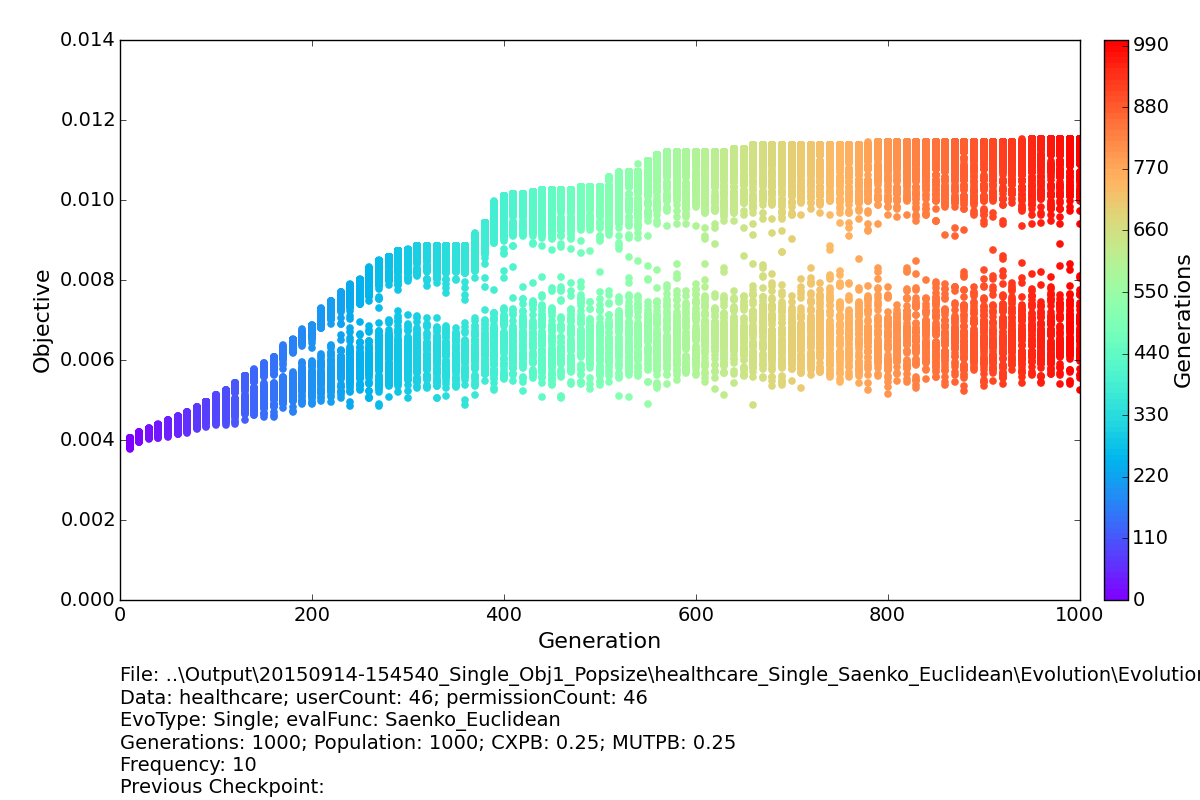 0.014
0.012
0.010
0.008
0.006
0.004
0.002
0.000
Objective
0
200
400
600
800
1000
Generation
990
880
770
660
550
440
330
220
110
0
Generations
File: ..\Output\20150914-154540_Single_Obj1_Popsize\healthcare_Single_Saenko_Euclidean\Evolution\Evolution
Data: healthcare; userCount: 46; permissionCount: 46
EvoType: Single; evalFunc: Saenko_Euclidean
Generations: 1000; Population: 1000; CXPB: 0.25; MUTPB: 0.25
Frequency: 10
Previous Checkpoint: